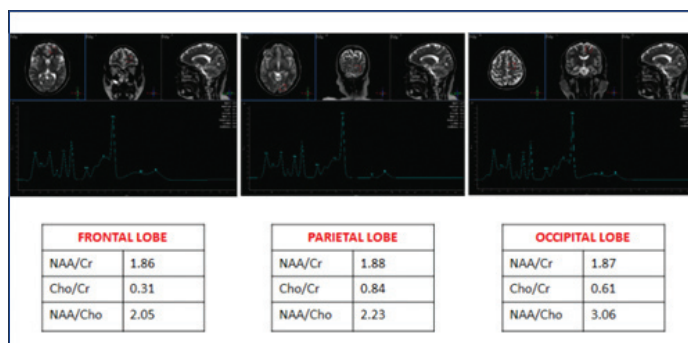 FRONTAL LOBE
NAA/Cr 1.86
Cho/Cr 0.31
NAA/Cho 2.05
PARIETAL LOBE
NAA/Cr 1.88
Cho/Cr 0.84
NAA/Cho 2.23
OCCIPITAL LOBE
NAA/Cr 1.87
Cho/Cr 0.61
NAA/Cho 3.06